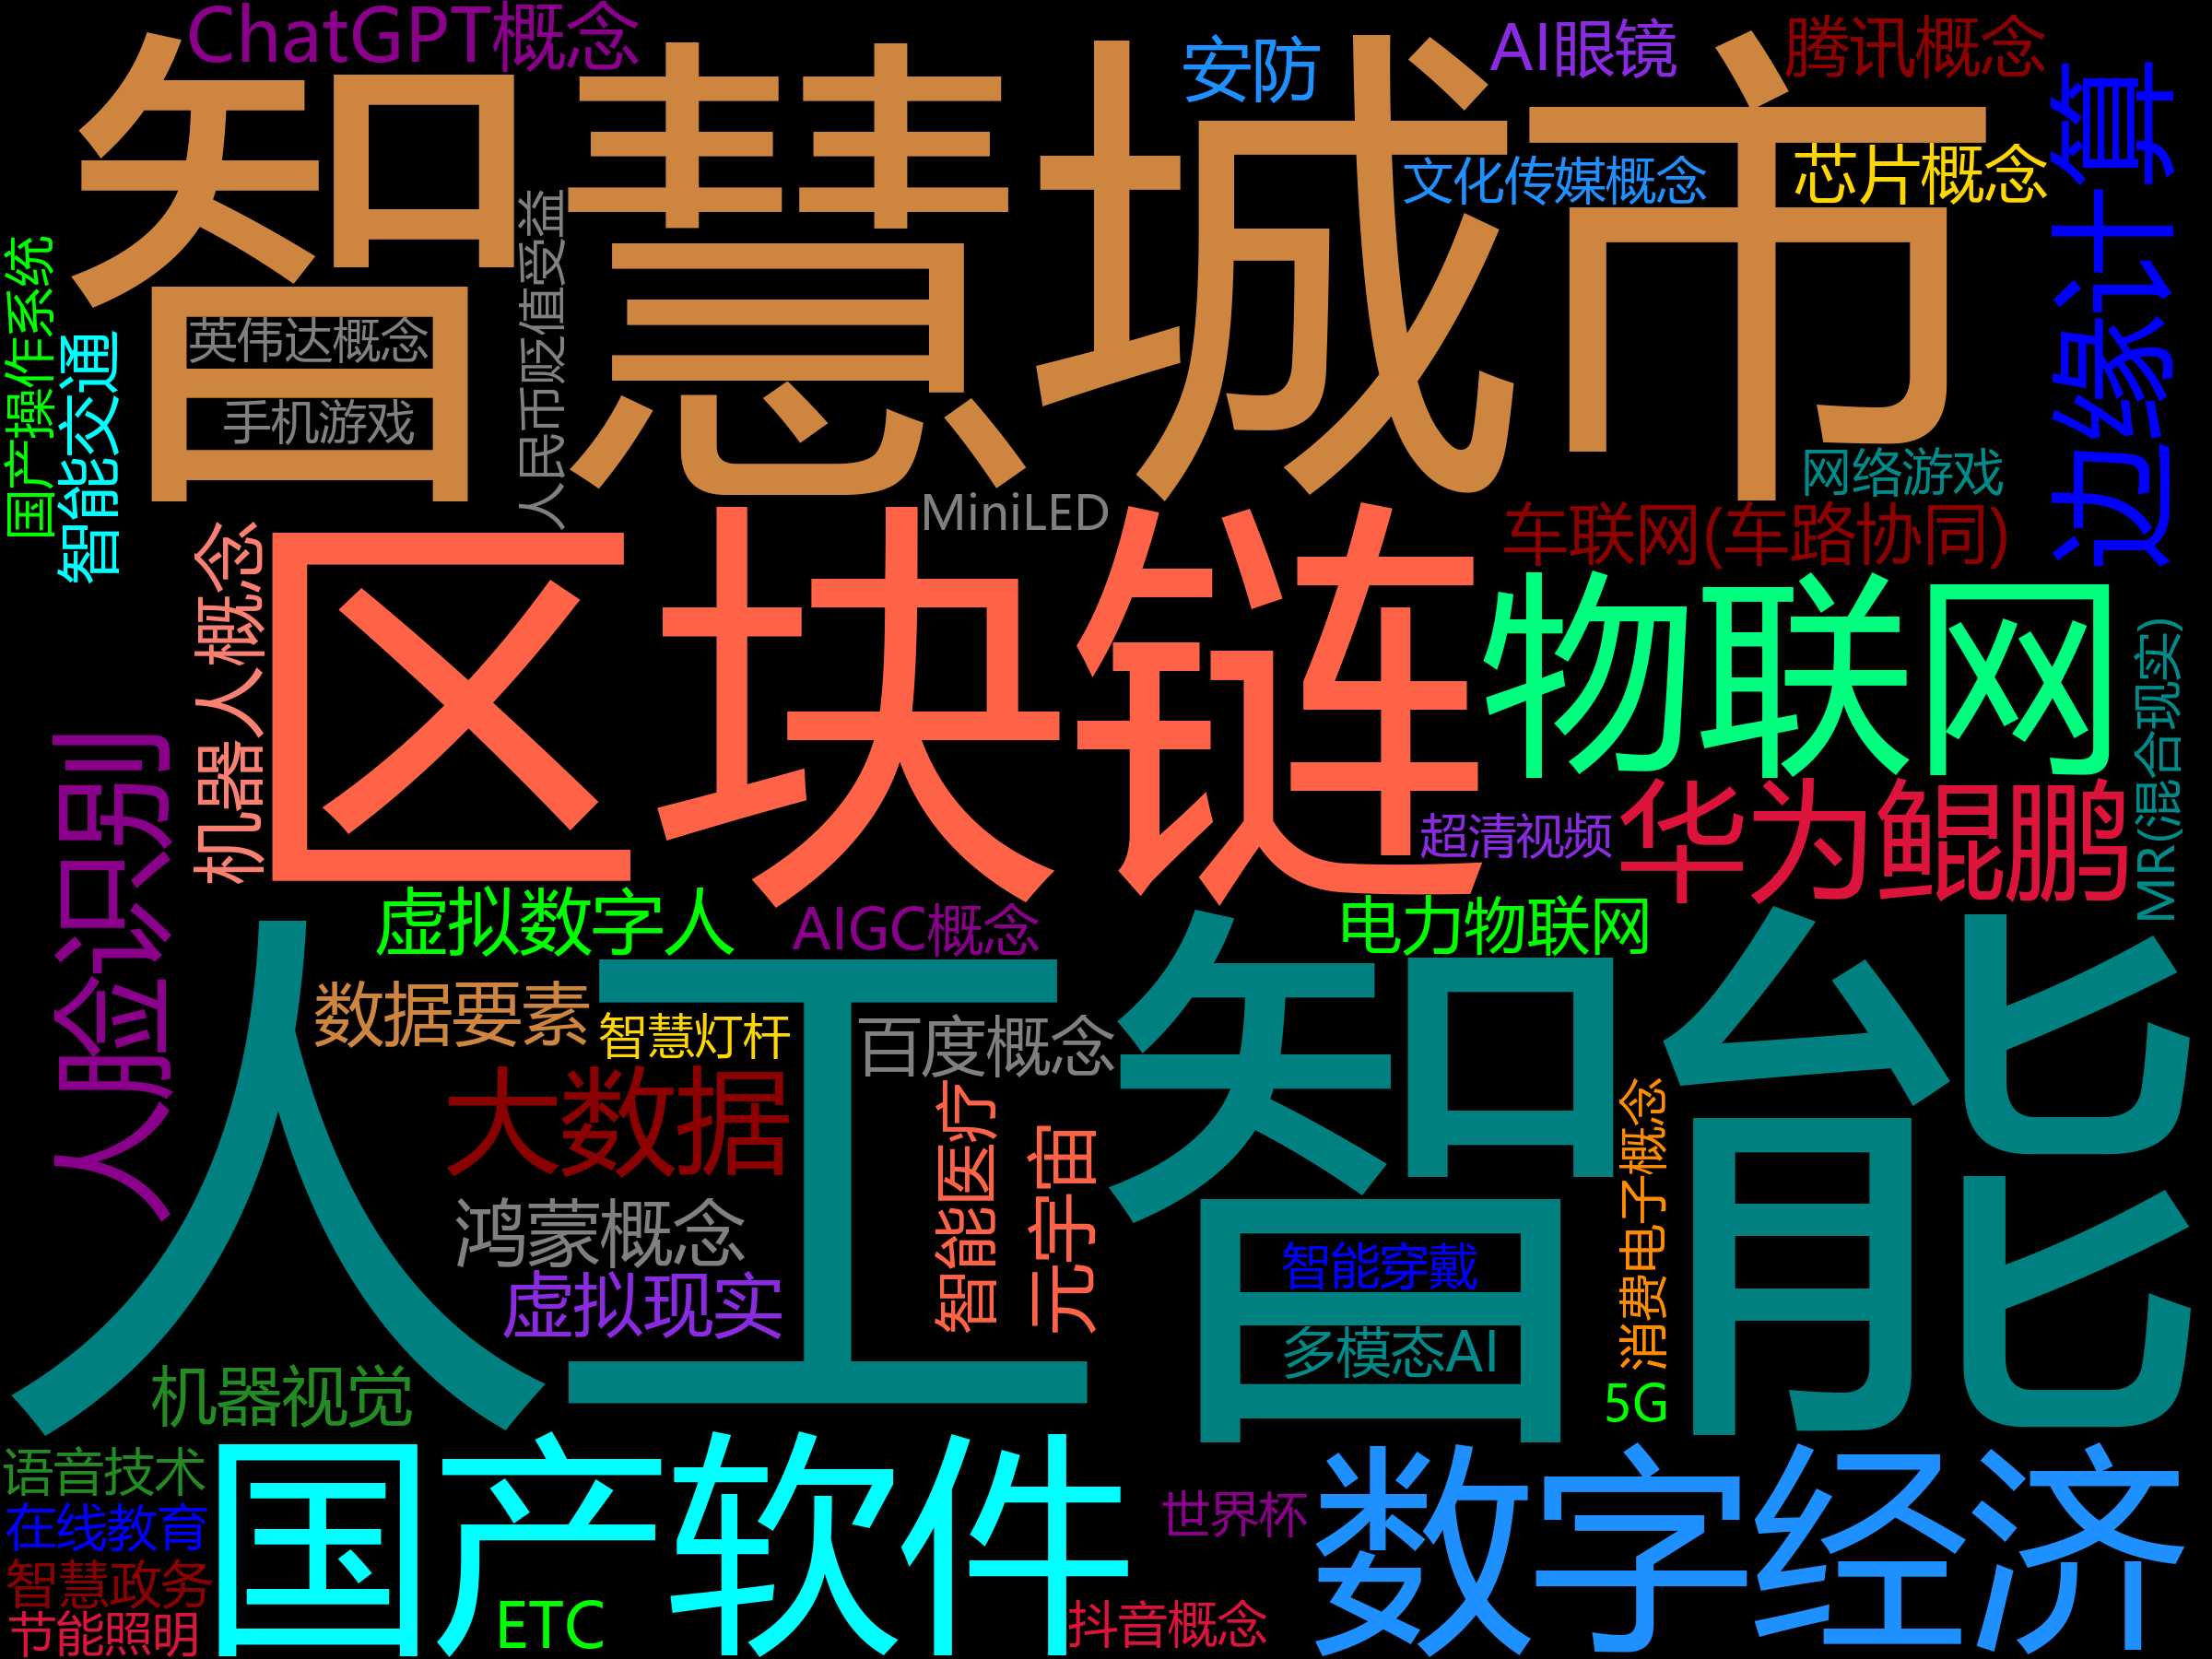 ChatGPT概念
智慧城市
安防
AI眼镜
腾讯概念
文化传媒概念
芯片概念
边缘计算
人民币贬值受益
国产操作系统
智能交通
英伟达概念
手机游戏
MiniLED
网络游戏
车联网(车路协同)
机器人概念
区块链
物联网
MR(混合现实)
人脸识别
超清视频
华为鲲鹏
虚拟数字人
AIGC概念
电力物联网
人工智能
数据要素
智慧灯杆
百度概念
大数据
智能医疗
元宇宙
消费电子概念
鸿蒙概念
虚拟现实
智能穿戴
多模态AI
机器视觉
5G
国产软件
数字经济
语音技术
在线教育
智慧政务
节能照明
世界杯
ETC
抖音概念